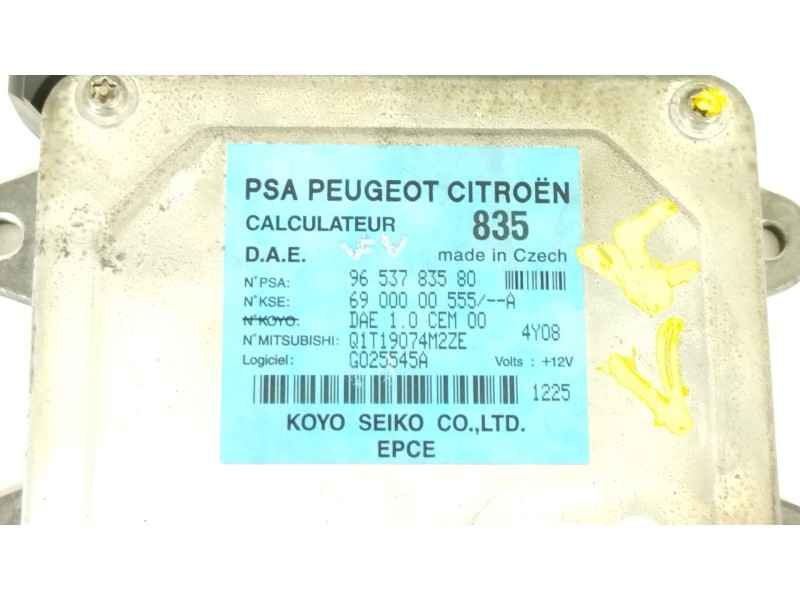 PSA PEUGEOT CITROËN
CALCULATEUR 835
D.A.E. VFV made in Czech
N°PSA: 96 537 835 80
N°KSE: 69 000 00 555/--A
N°KOYO: DAE 1.0 CEM 00
N°MITSUBISHI: Q1T19074M2ZE 4Y08
Logiciel: G025545A Volts : +12V
1225
KOYO SEIKO CO.,LTD.
EPCE